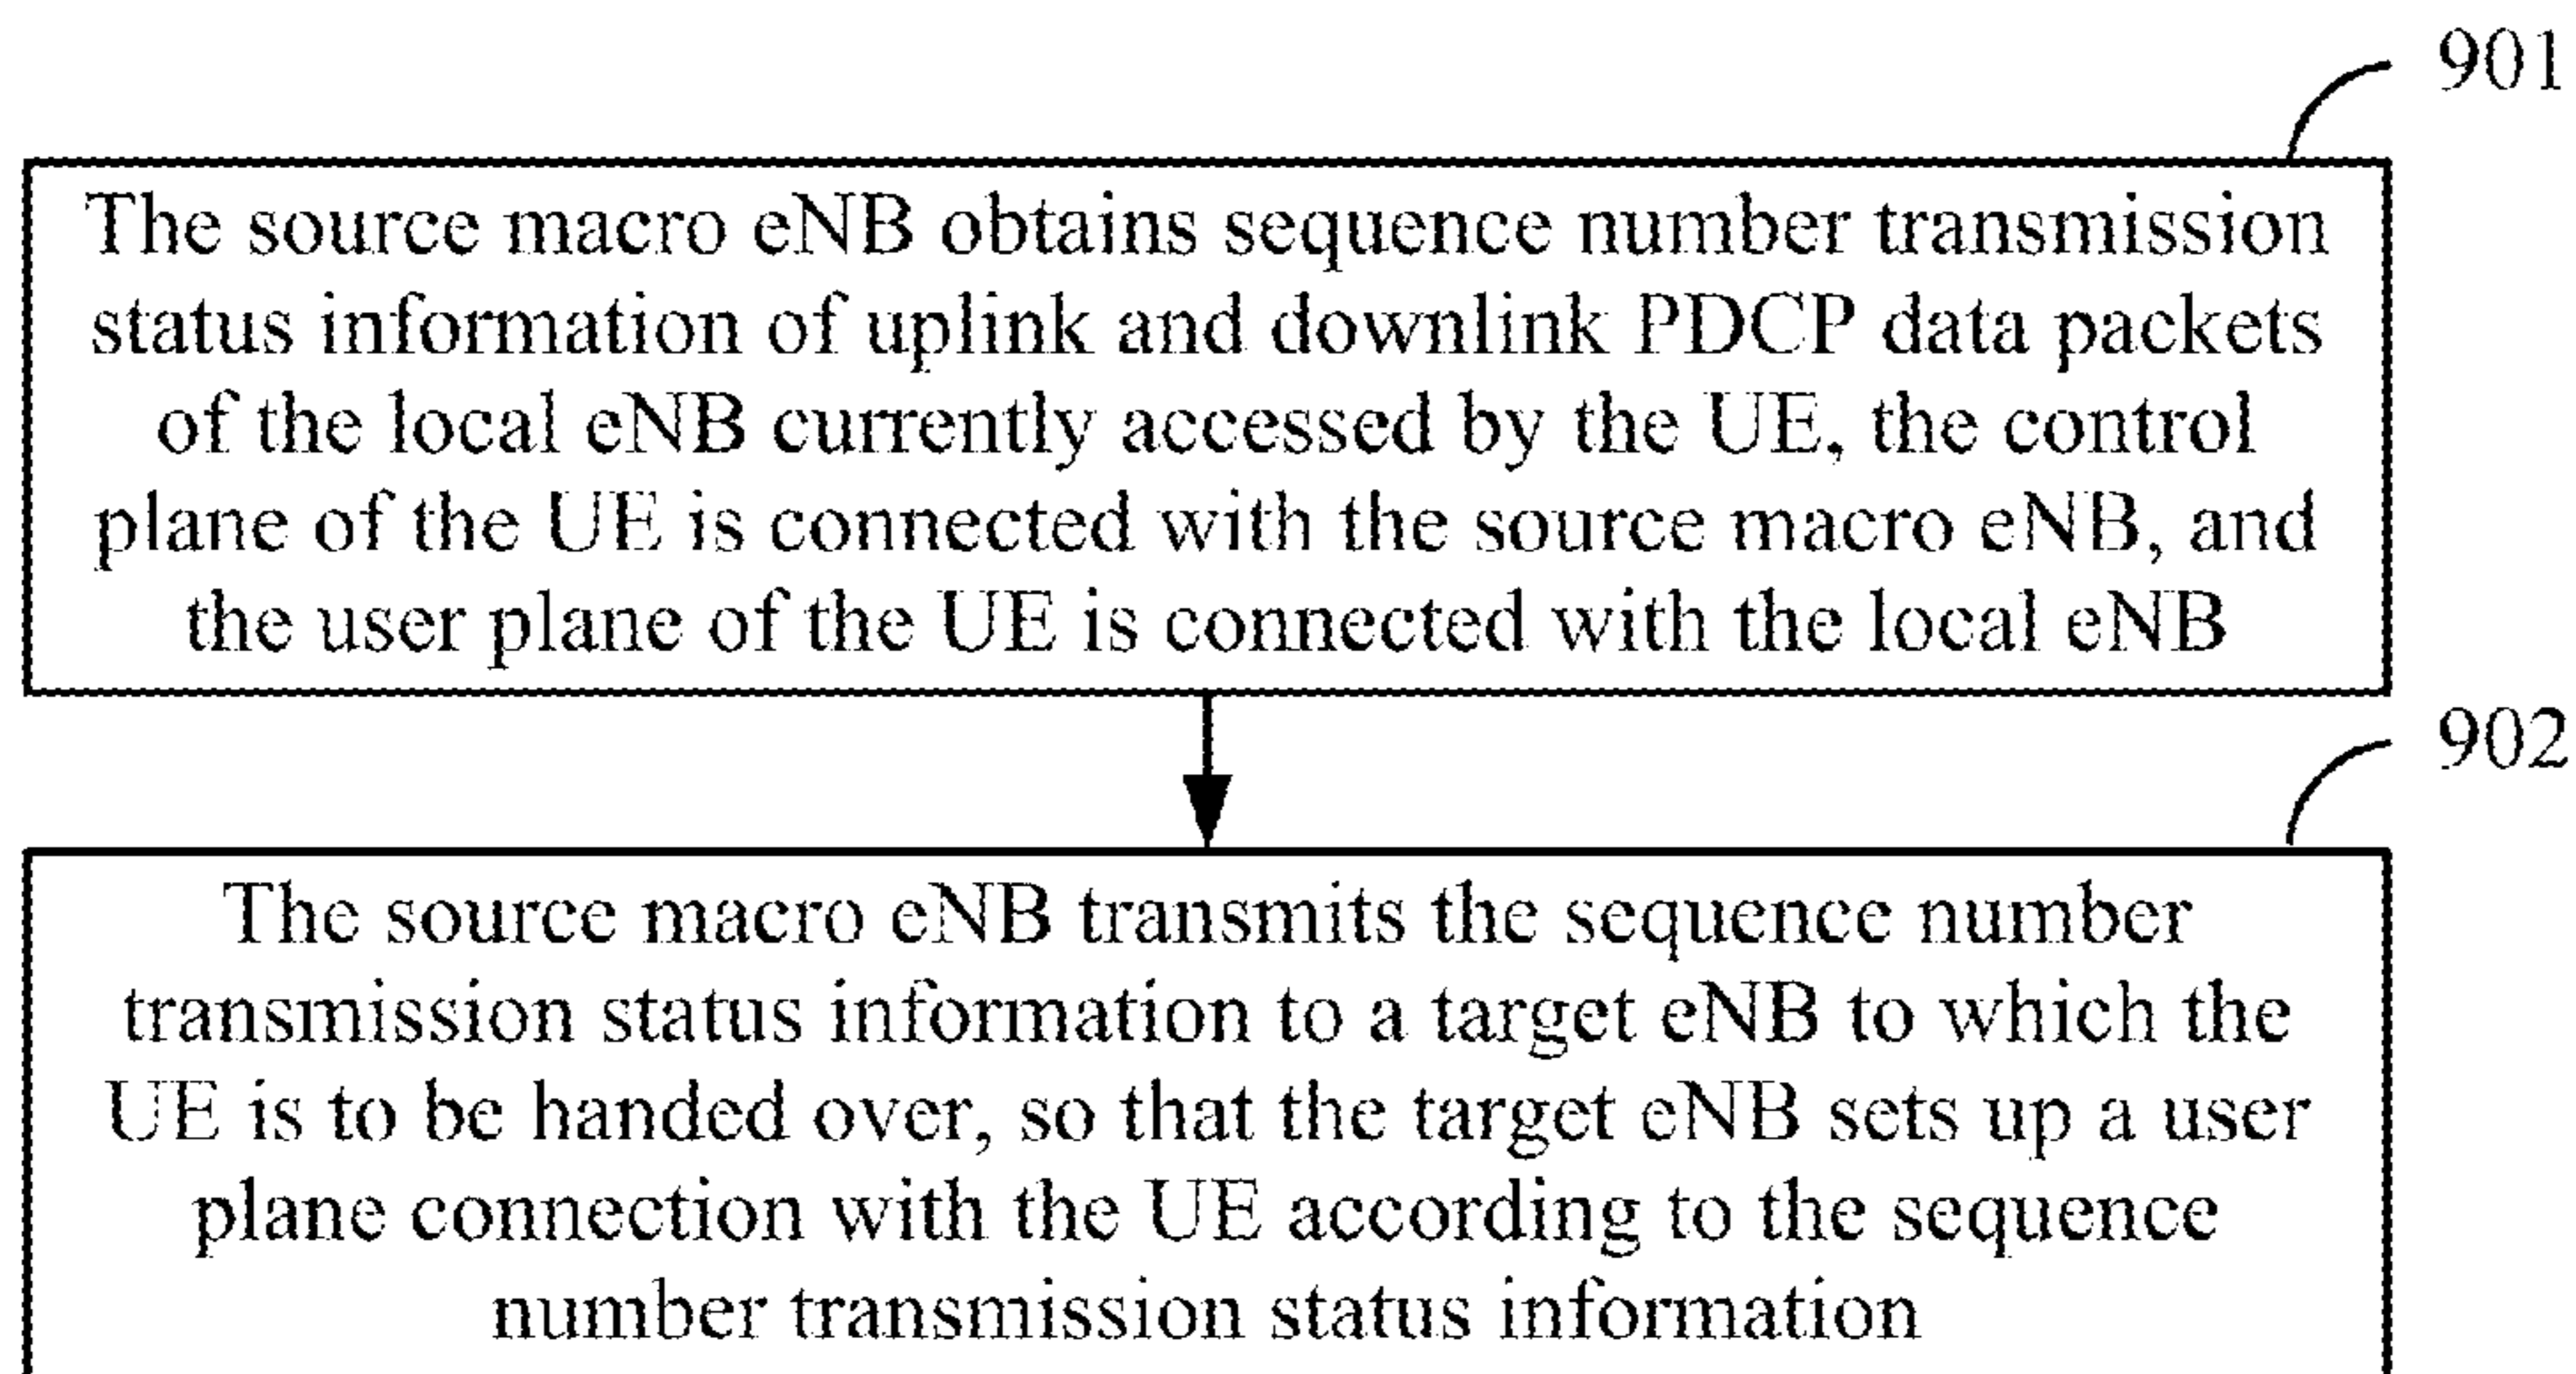 901
The source macro eNB obtains sequence number transmission
status information of uplink and downlink PDCP data packets
of the local eNB currently accessed by the UE, the control
plane of the UE is connected with the source macro eNB, and
the user plane of the UE is connected with the local eNB
902
The source macro eNB transmits the sequence number
transmission status information to a target eNB to which the
UE is to be handed over, so that the target eNB sets up a user
plane connection with the UE according to the sequence
number transmission status information